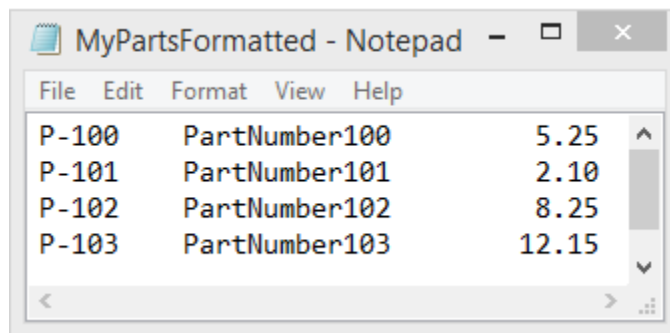 MyPartsFormatted - Notepad
File Edit Format View Help
P-100 PartNumber100 5.25
P-101 PartNumber101 2.10
P-102 PartNumber102 8.25
P-103 PartNumber103 12.15